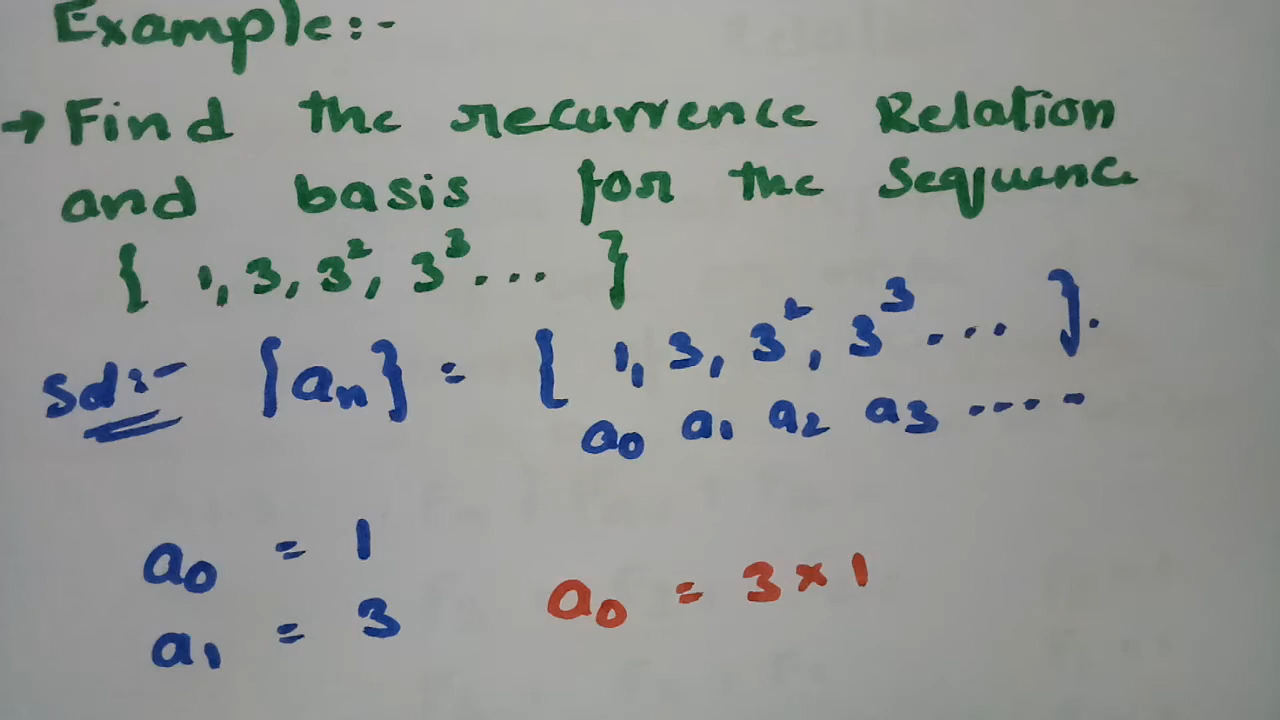 Example:-
→ Find the recurrence Relation
and basis for the Sequence
{ 1, 3, 3², 3³... }
Sol:- {aₙ} = { 1, 3, 3², 3³ ... }.
a₀ a₁ a₂ a₃ .....
a₀ = 1
a₀ = 3 × 1
a₁ = 3